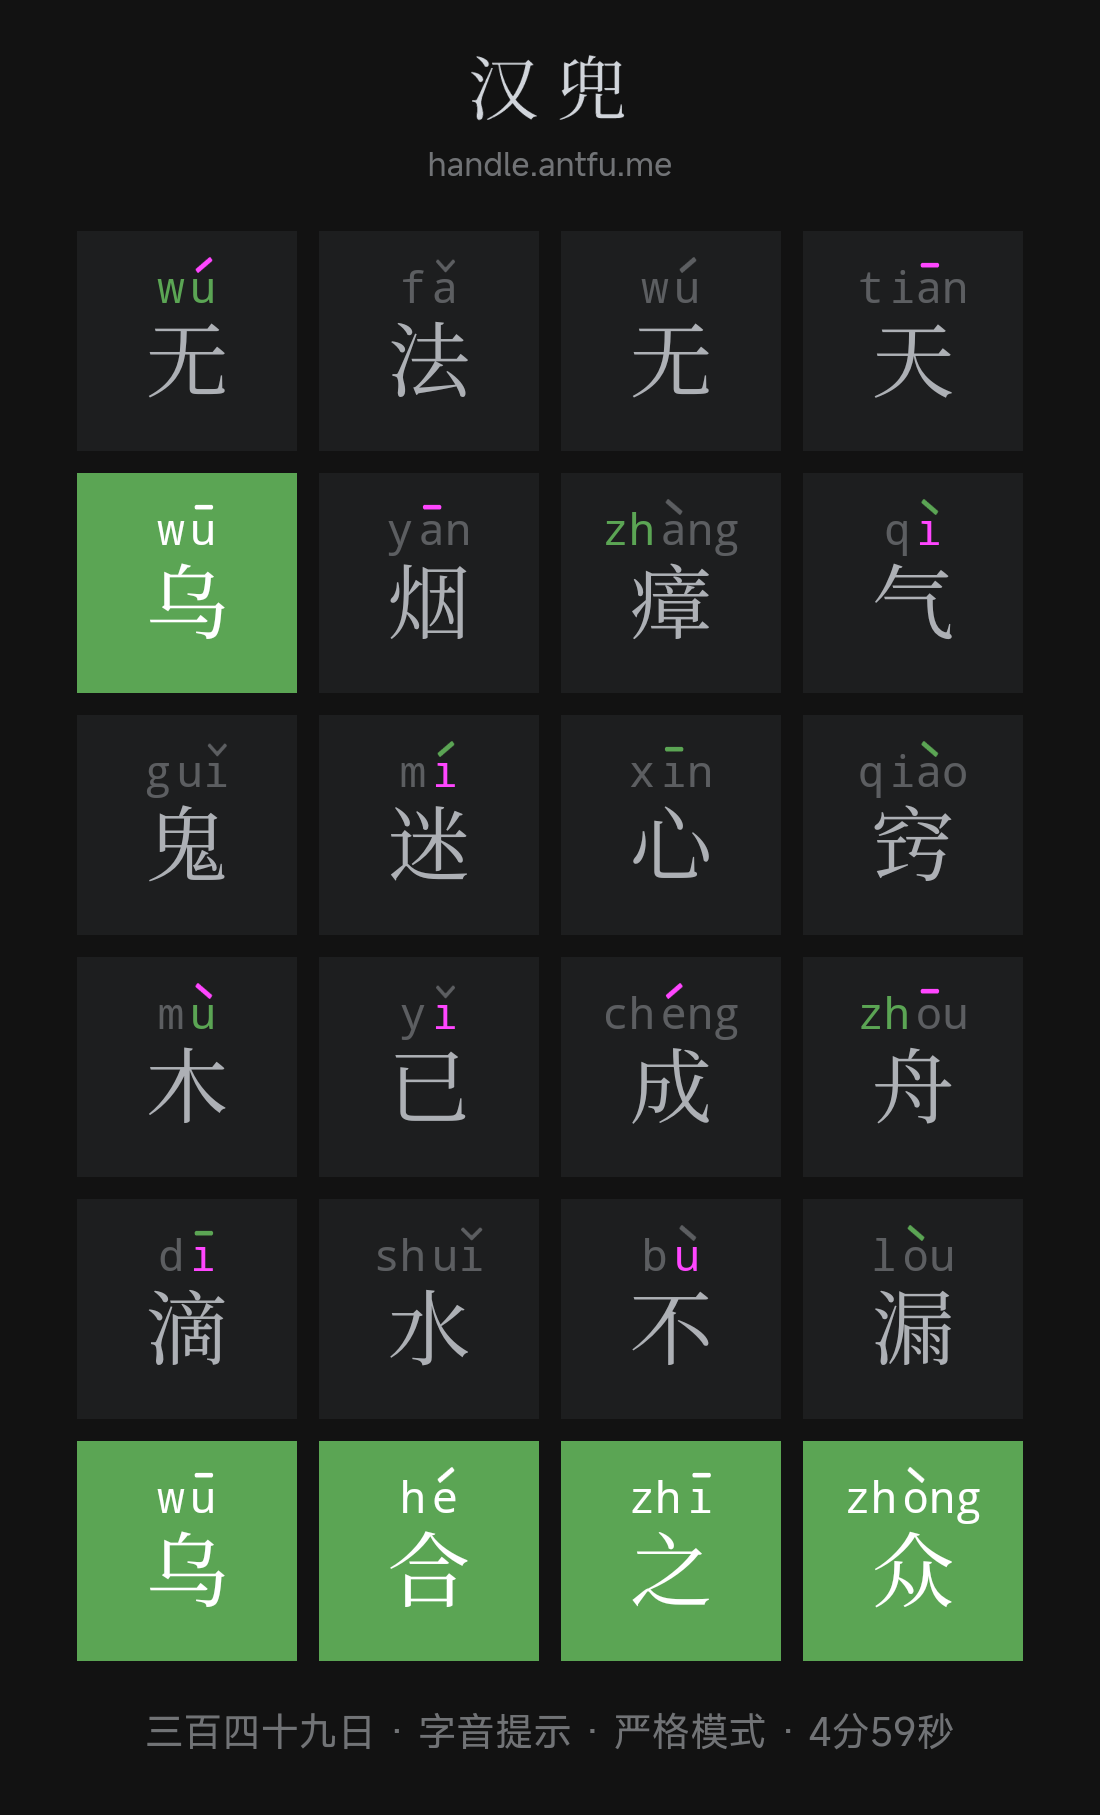 汉兜
handle.antfu.me
wú fǎ wú tiān
无 法 无 天
wū yān zhàng qì
乌 烟 瘴 气
guǐ mí xīn qiào
鬼 迷 心 窍
mù yǐ chéng zhōu
木 已 成 舟
dī shuǐ bù lòu
滴 水 不 漏
wū hé zhī zhòng
乌 合 之 众
三百四十九日 · 字音提示 · 严格模式 · 4分59秒